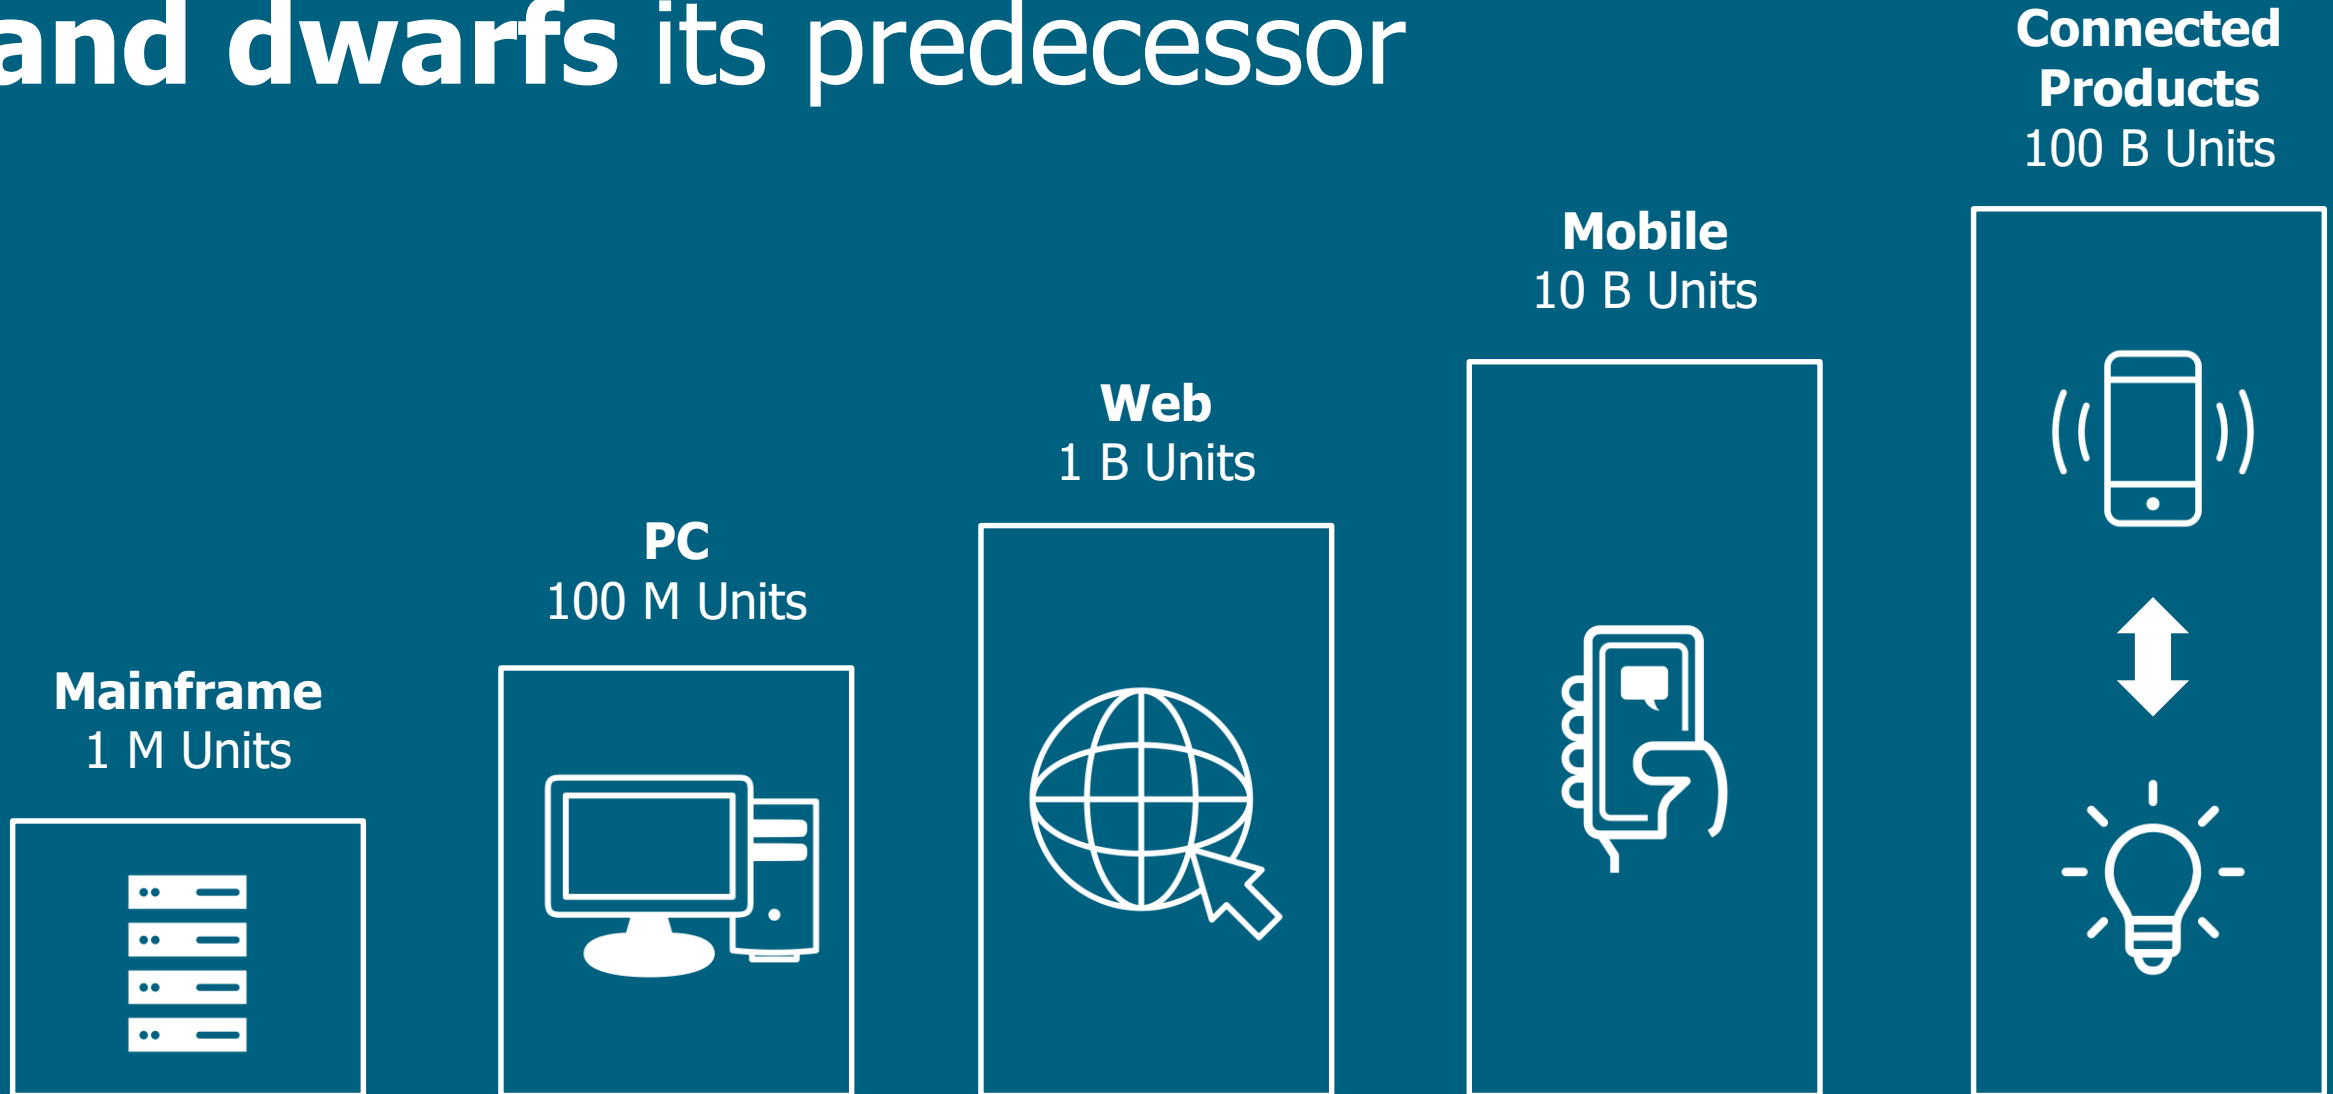 and dwarfs its predecessor
Mainframe
1 M Units
PC
100 M Units
Web
1 B Units
Mobile
10 B Units
Connected
Products
100 B Units